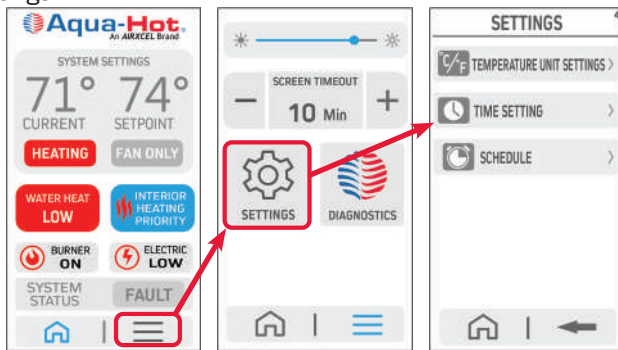 Aqua-Hot.
An AIRXCEL Brand
SYSTEM SETTINGS
71° 74°
CURRENT SETPOINT
HEATING FAN ONLY
WATER HEAT
LOW
INTERIOR
HEATING
PRIORITY
BURNER
ON
ELECTRIC
LOW
SYSTEM
STATUS
FAULT
SCREEN TIMEOUT
− 10 Min +
SETTINGS DIAGNOSTICS
SETTINGS
C/F TEMPERATURE UNIT SETTINGS >
TIME SETTING >
SCHEDULE >